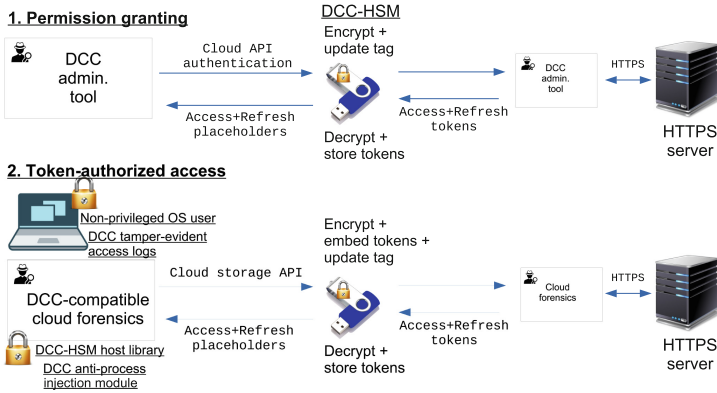 1. Permission granting
DCC-HSM
DCC
admin.
tool
Cloud API
authentication
Access+Refresh
placeholders
Encrypt +
update tag
Decrypt +
store tokens
Access+Refresh
tokens
DCC
admin.
tool
HTTPS
HTTPS
server
2. Token-authorized access
Non-privileged OS user
DCC tamper-evident
access logs
DCC-compatible
cloud forensics
DCC-HSM host library
DCC anti-process
injection module
Cloud storage API
Access+Refresh
placeholders
Encrypt +
embed tokens +
update tag
Decrypt +
store tokens
Access+Refresh
tokens
Cloud
forensics
HTTPS
HTTPS
server